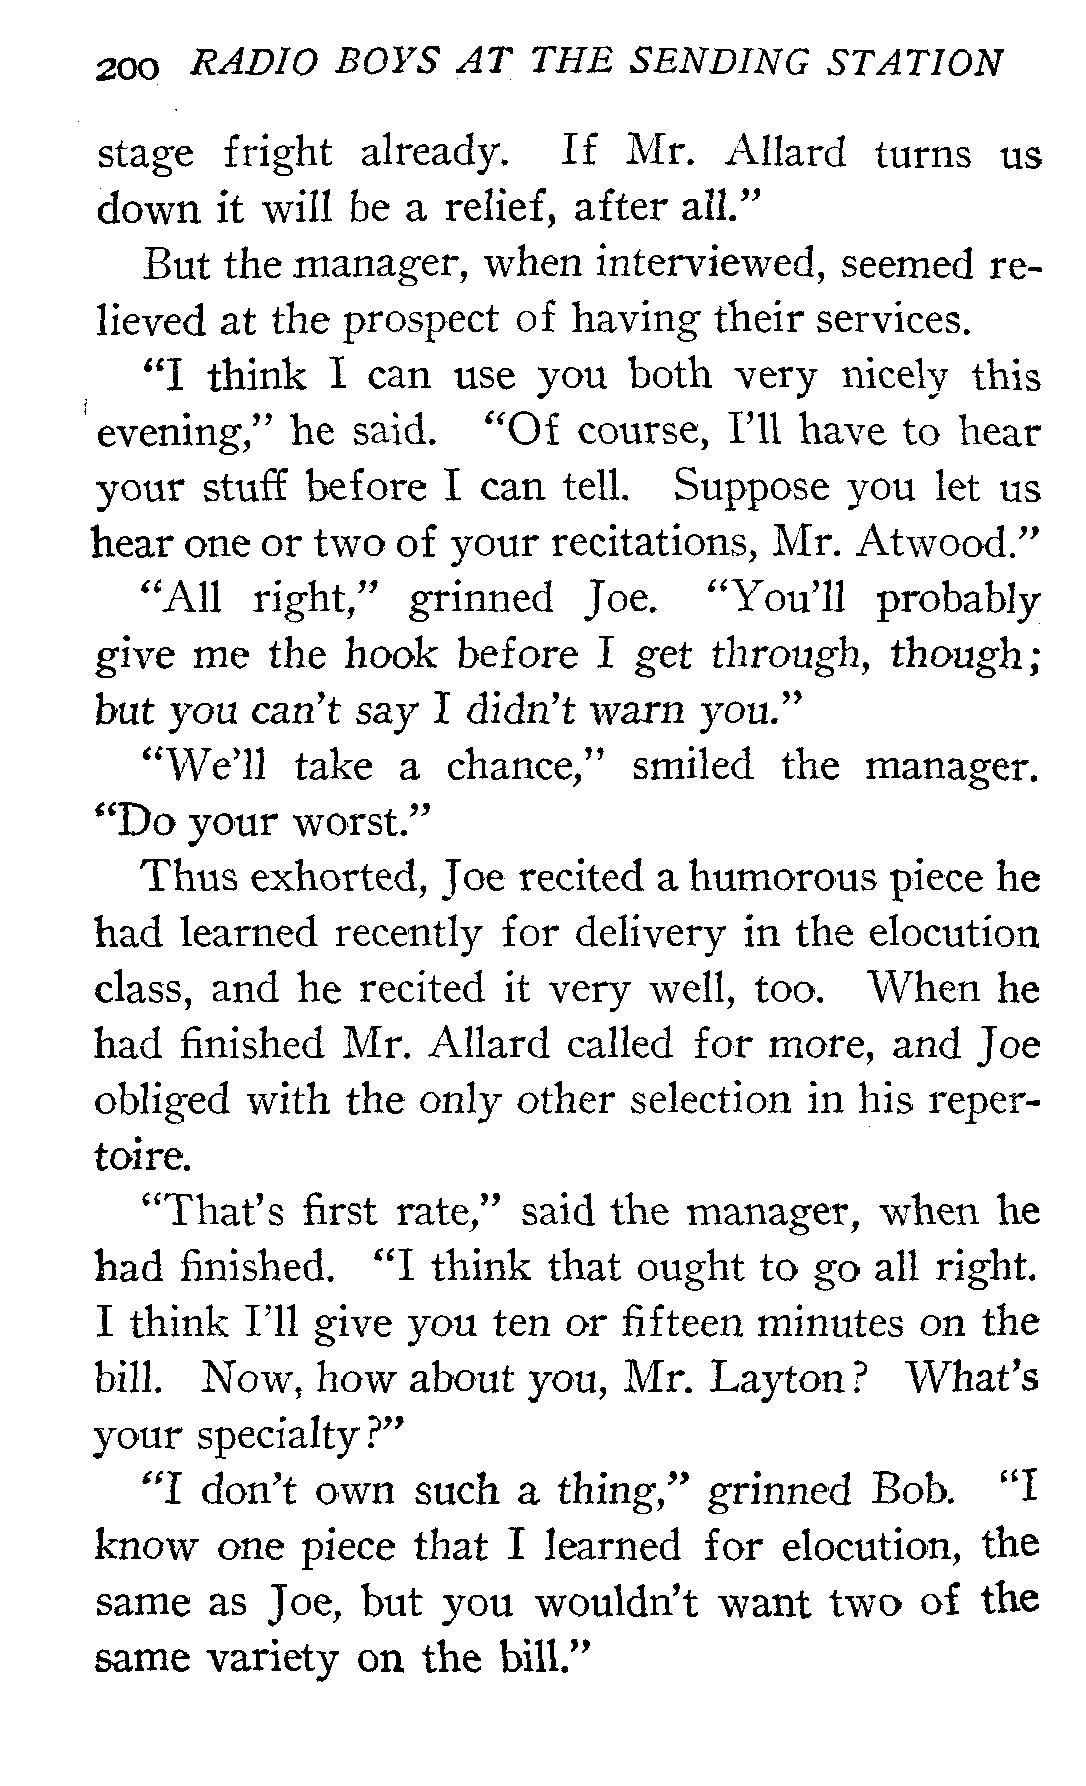 200 RADIO BOYS AT THE SENDING STATION
stage fright already. If Mr. Allard turns us
down it will be a relief, after all.”
But the manager, when interviewed, seemed re-
lieved at the prospect of having their services.
“I think I can use you both very nicely this
evening,” he said. “Of course, I’ll have to hear
your stuff before I can tell. Suppose you let us
hear one or two of your recitations, Mr. Atwood.”
“All right,” grinned Joe. “You’ll probably
give me the hook before I get through, though;
but you can’t say I didn’t warn you.”
“We’ll take a chance,” smiled the manager.
“Do your worst.”
Thus exhorted, Joe recited a humorous piece he
had learned recently for delivery in the elocution
class, and he recited it very well, too. When he
had finished Mr. Allard called for more, and Joe
obliged with the only other selection in his reper-
toire.
“That’s first rate,” said the manager, when he
had finished. “I think that ought to go all right.
I think I’ll give you ten or fifteen minutes on the
bill. Now, how about you, Mr. Layton? What’s
your specialty?”
“I don’t own such a thing,” grinned Bob. “I
know one piece that I learned for elocution, the
same as Joe, but you wouldn’t want two of the
same variety on the bill.”